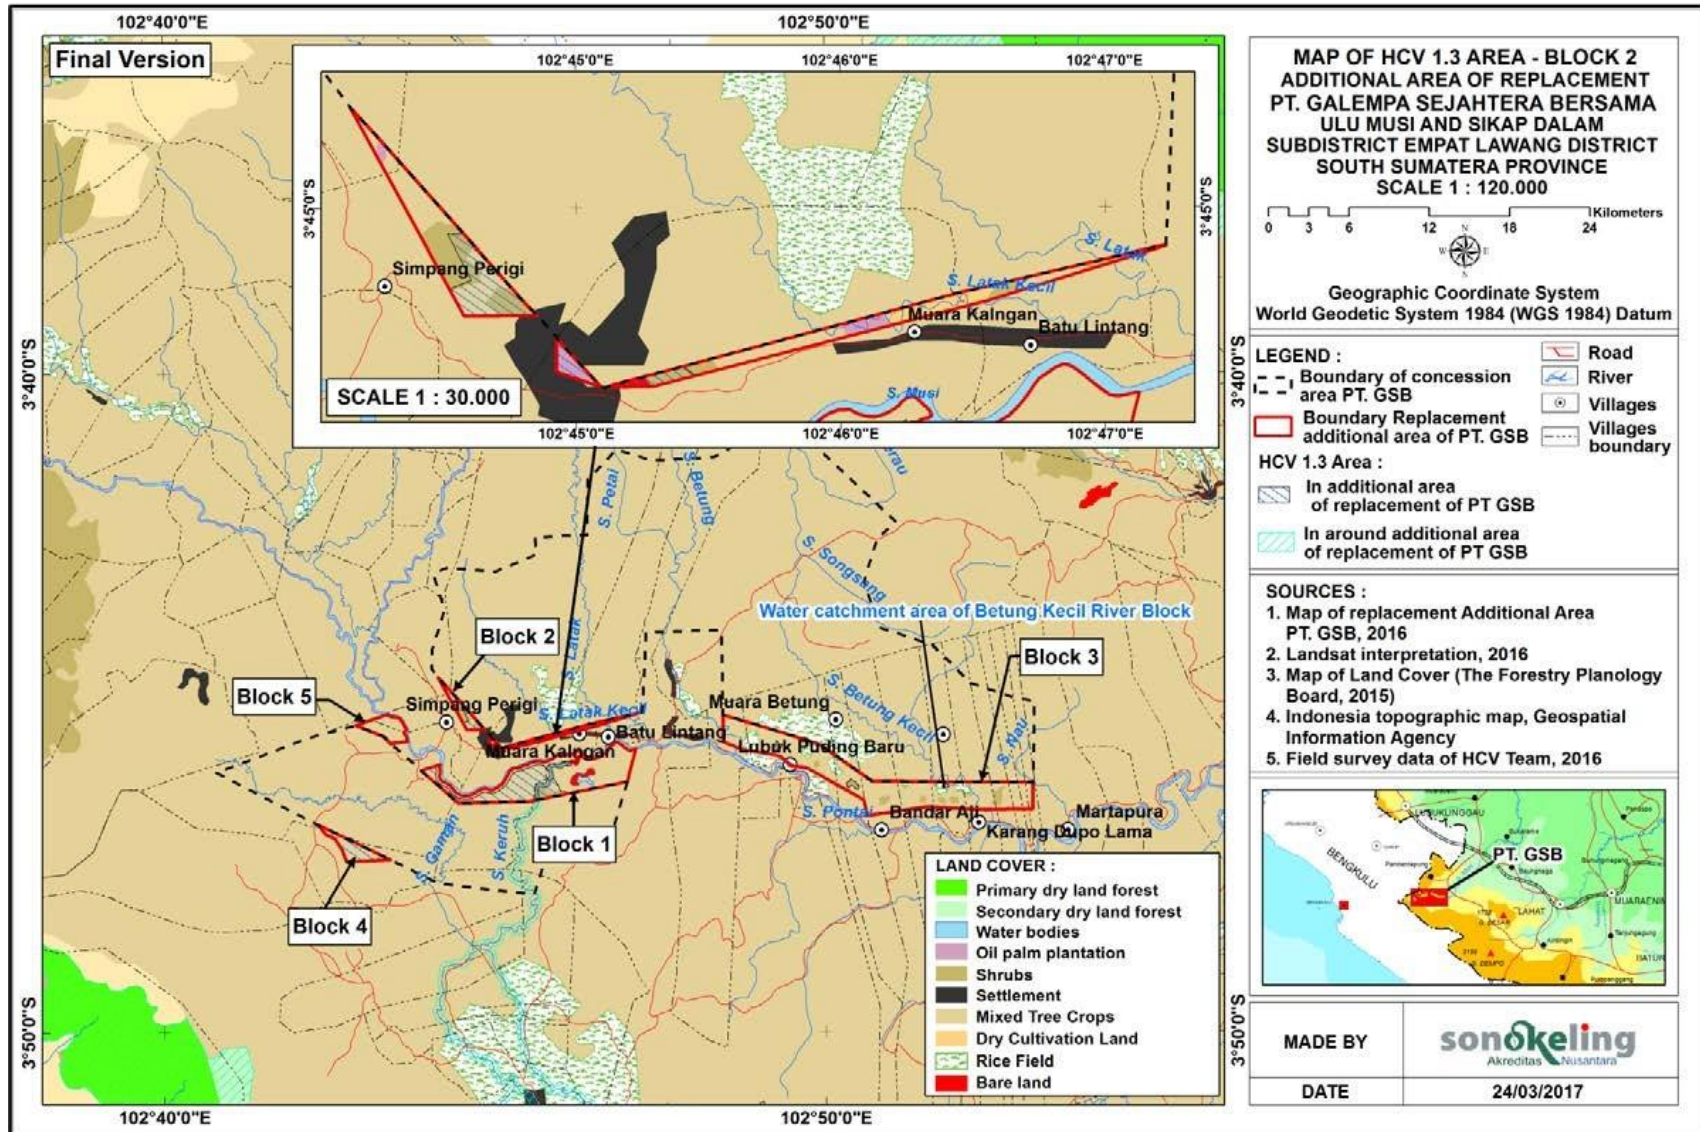 102°40'0"E
102°50'0"E
Final Version
102°45'0"E
102°46'0"E
102°47'0"E
3°45'0"S
3°45'0"S
Simpang Perigi
S. Latak
S. Latak Kecil
Muara Kalngan
Batu Lintang
S. Musi
SCALE 1 : 30.000
102°45'0"E
102°46'0"E
102°47'0"E
3°40'0"S
3°40'0"S
S. Petai
S. Betung
S. Songsang
Water catchment area of Betung Kecil River Block
Block 2
Block 3
Block 5
S. Latak
Simpang Perigi
S. Latak Kecil
Muara Kalngan
Batu Lintang
Muara Betung
S. Betung Kecil
S. Nau
Lubuk Puding Baru
S. Pontai
Bandar Aji
Karang Dupo Lama
Martapura
S. Gaman
S. Keruh
Block 1
Block 4
3°50'0"S
3°50'0"S
LAND COVER :
Primary dry land forest
Secondary dry land forest
Water bodies
Oil palm plantation
Shrubs
Settlement
Mixed Tree Crops
Dry Cultivation Land
Rice Field
Bare land
102°40'0"E
102°50'0"E
MAP OF HCV 1.3 AREA - BLOCK 2
ADDITIONAL AREA OF REPLACEMENT
PT. GALEMPA SEJAHTERA BERSAMA
ULU MUSI AND SIKAP DALAM
SUBDISTRICT EMPAT LAWANG DISTRICT
SOUTH SUMATERA PROVINCE
SCALE 1 : 120.000
Kilometers
0 3 6 12 18 24
N
W E
S
Geographic Coordinate System
World Geodetic System 1984 (WGS 1984) Datum
LEGEND :
Boundary of concession
area PT. GSB
Boundary Replacement
additional area of PT. GSB
HCV 1.3 Area :
In additional area
of replacement of PT GSB
In around additional area
of replacement of PT GSB
Road
River
Villages
Villages
boundary
SOURCES :
1. Map of replacement Additional Area
PT. GSB, 2016
2. Landsat interpretation, 2016
3. Map of Land Cover (The Forestry Planology
Board, 2015)
4. Indonesia topographic map, Geospatial
Information Agency
5. Field survey data of HCV Team, 2016
BENGKULU
PT. GSB
LAHAT
MADE BY
sonokeling
Akreditas Nusantara
DATE
24/03/2017